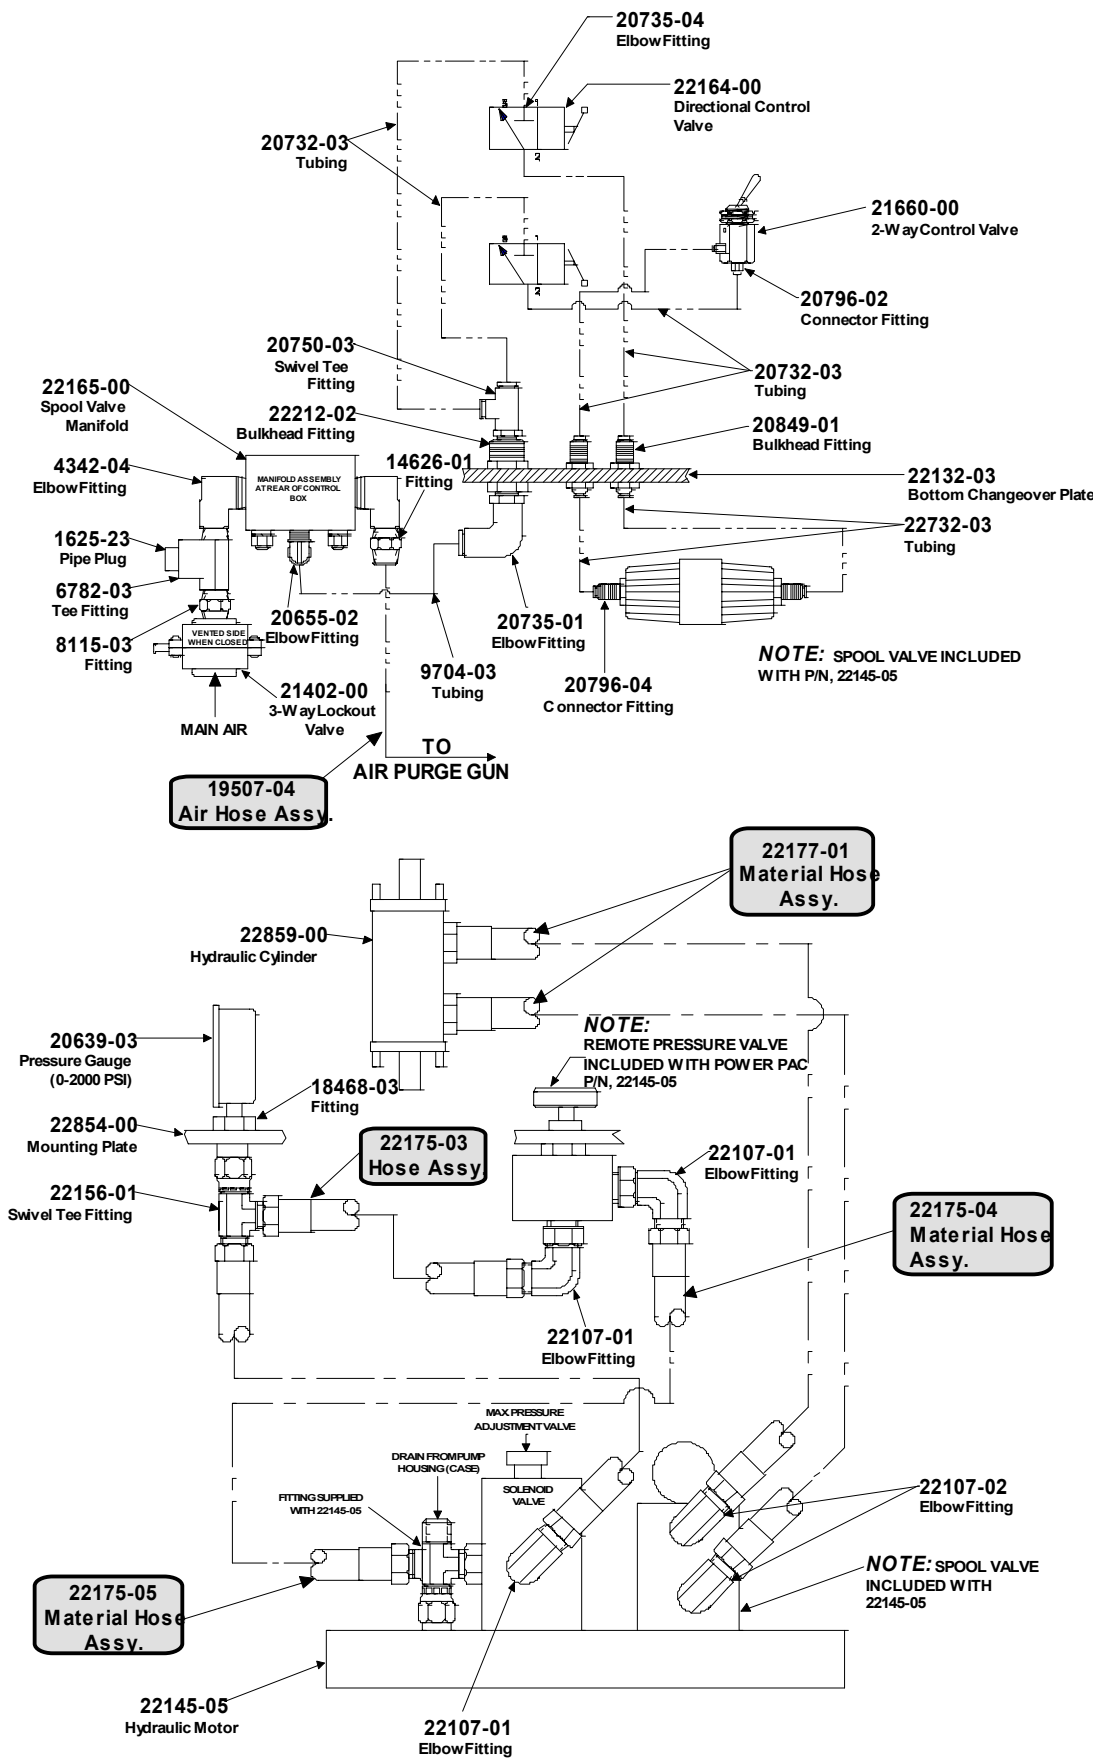 20735-04
Elbow Fitting
22164-00
Directional Control
Valve
20732-03
Tubing
21660-00
2-Way Control Valve
20796-02
Connector Fitting
20750-03
Swivel Tee
Fitting
20732-03
Tubing
22165-00
Spool Valve
Manifold
22212-02
Bulkhead Fitting
20849-01
Bulkhead Fitting
4342-04
Elbow Fitting
MANIFOLD ASSEMBLY
AT REAR OF CONTROL
BOX
14626-01
Fitting
22132-03
Bottom Changeover Plate
22732-03
Tubing
1625-23
Pipe Plug
6782-03
Tee Fitting
8115-03
Fitting
VENTED SIDE
WHEN CLOSED
20655-02
Elbow Fitting
20735-01
Elbow Fitting
9704-03
Tubing
20796-04
Connector Fitting
NOTE: SPOOL VALVE INCLUDED
WITH P/N, 22145-05
21402-00
3-Way Lockout
Valve
MAIN AIR
TO
AIR PURGE GUN
19507-04
Air Hose Assy.
22177-01
Material Hose
Assy.
22859-00
Hydraulic Cylinder
20639-03
Pressure Gauge
(0-2000 PSI)
NOTE:
REMOTE PRESSURE VALVE
INCLUDED WITH POWER PAC
P/N, 22145-05
18468-03
Fitting
22854-00
Mounting Plate
22175-03
Hose Assy.
22107-01
Elbow Fitting
22156-01
Swivel Tee Fitting
22175-04
Material Hose
Assy.
22107-01
Elbow Fitting
MAX. PRESSURE
ADJUSTMENT VALVE
DRAIN FROM PUMP
HOUSING (CASE)
SOLENOID
VALVE
FITTING SUPPLIED
WITH 22145-05
22107-02
Elbow Fitting
NOTE: SPOOL VALVE
INCLUDED WITH
22145-05
22175-05
Material Hose
Assy.
22145-05
Hydraulic Motor
22107-01
Elbow Fitting